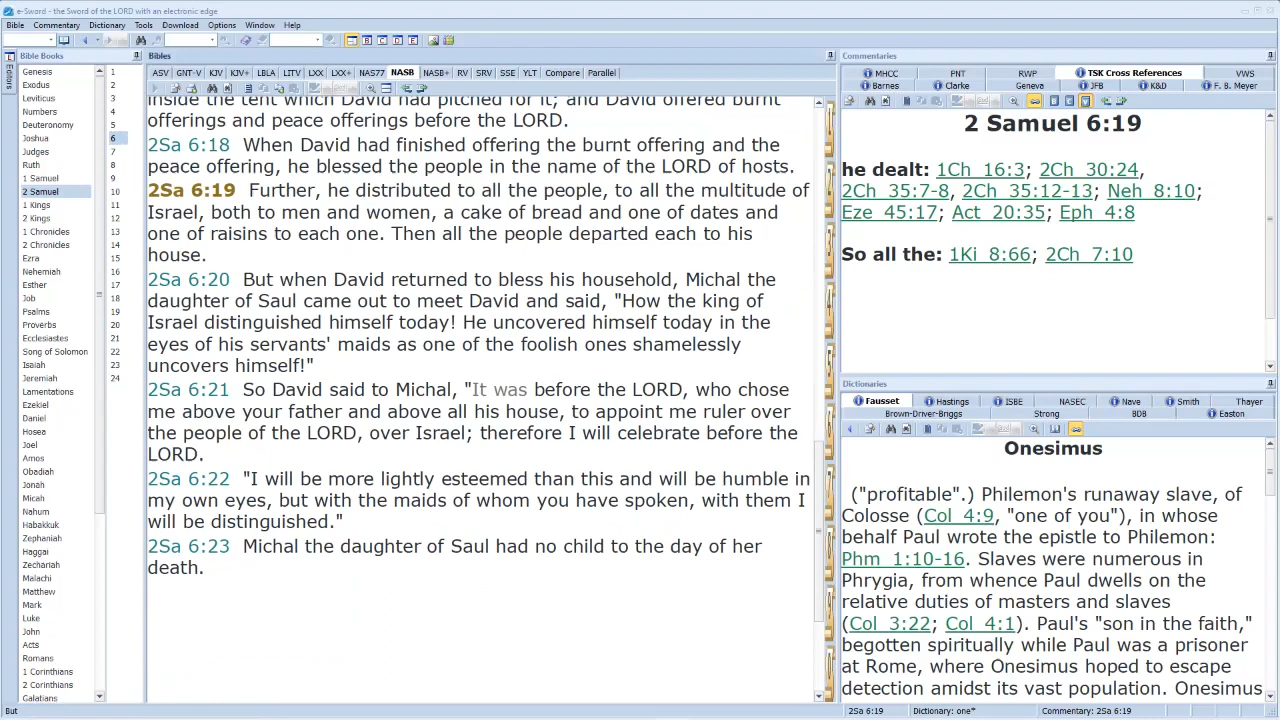 e-Sword - the Sword of the LORD with an electronic edge
Bible Commentary Dictionary Tools Download Options Window Help
Bible Books
Editors
Genesis
Exodus
Leviticus
Numbers
Deuteronomy
Joshua
Judges
Ruth
1 Samuel
2 Samuel
1 Kings
2 Kings
1 Chronicles
2 Chronicles
Ezra
Nehemiah
Esther
Job
Psalms
Proverbs
Ecclesiastes
Song of Solomon
Isaiah
Jeremiah
Lamentations
Ezekiel
Daniel
Hosea
Joel
Amos
Obadiah
Jonah
Micah
Nahum
Habakkuk
Zephaniah
Haggai
Zechariah
Malachi
Matthew
Mark
Luke
John
Acts
Romans
1 Corinthians
2 Corinthians
Galatians
1
2
3
4
5
6
7
8
9
10
11
12
13
14
15
16
17
18
19
20
21
22
23
24
Bibles
ASV GNT-V KJV KJV+ LBLA LITV LXX LXX+ NAS77 NASB NASB+ RV SRV SSE YLT Compare Parallel
inside the tent which David had pitched for it; and David offered burnt
offerings and peace offerings before the LORD.
2Sa 6:18 When David had finished offering the burnt offering and the
peace offering, he blessed the people in the name of the LORD of hosts.
2Sa 6:19 Further, he distributed to all the people, to all the multitude of
Israel, both to men and women, a cake of bread and one of dates and
one of raisins to each one. Then all the people departed each to his
house.
2Sa 6:20 But when David returned to bless his household, Michal the
daughter of Saul came out to meet David and said, "How the king of
Israel distinguished himself today! He uncovered himself today in the
eyes of his servants' maids as one of the foolish ones shamelessly
uncovers himself!"
2Sa 6:21 So David said to Michal, "It was before the LORD, who chose
me above your father and above all his house, to appoint me ruler over
the people of the LORD, over Israel; therefore I will celebrate before the
LORD.
2Sa 6:22 "I will be more lightly esteemed than this and will be humble in
my own eyes, but with the maids of whom you have spoken, with them I
will be distinguished."
2Sa 6:23 Michal the daughter of Saul had no child to the day of her
death.
Commentaries
MHCC PNT RWP TSK Cross References VWS
Barnes Clarke Geneva JFB K&D F. B. Meyer
2 Samuel 6:19
he dealt: 1Ch 16:3; 2Ch 30:24,
2Ch 35:7-8, 2Ch 35:12-13; Neh 8:10;
Eze 45:17; Act 20:35; Eph 4:8
So all the: 1Ki 8:66; 2Ch 7:10
Dictionaries
Fausset Hastings ISBE NASEC Nave Smith Thayer
Brown-Driver-Briggs Strong BDB Easton
Onesimus
("profitable".) Philemon's runaway slave, of
Colosse (Col 4:9, "one of you"), in whose
behalf Paul wrote the epistle to Philemon:
Phm 1:10-16. Slaves were numerous in
Phrygia, from whence Paul dwells on the
relative duties of masters and slaves
(Col 3:22; Col 4:1). Paul's "son in the faith,"
begotten spiritually while Paul was a prisoner
at Rome, where Onesimus hoped to escape
detection amidst its vast population. Onesimus
But
2Sa 6:19 Dictionary: one* Commentary: 2Sa 6:19